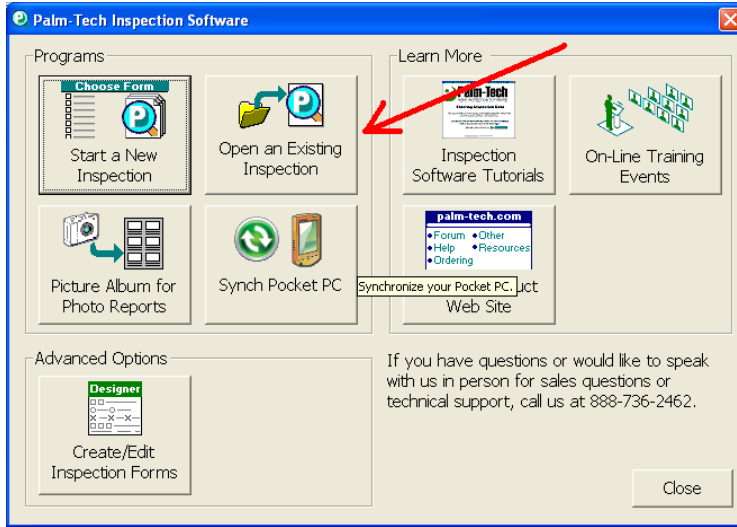 Palm-Tech Inspection Software
Programs
Choose Form
Start a New
Inspection
Open an Existing
Inspection
Picture Album for
Photo Reports
Synch Pocket PC
Learn More
Palm-Tech
HOME INSPECTION SOFTWARE
Inspection
Software Tutorials
On-Line Training
Events
palm-tech.com
Forum
Other
Help
Resources
Ordering
Synchronize your Pocket PC.
Web Site
Advanced Options
Designer
Create/Edit
Inspection Forms
If you have questions or would like to speak
with us in person for sales questions or
technical support, call us at 888-736-2462.
Close